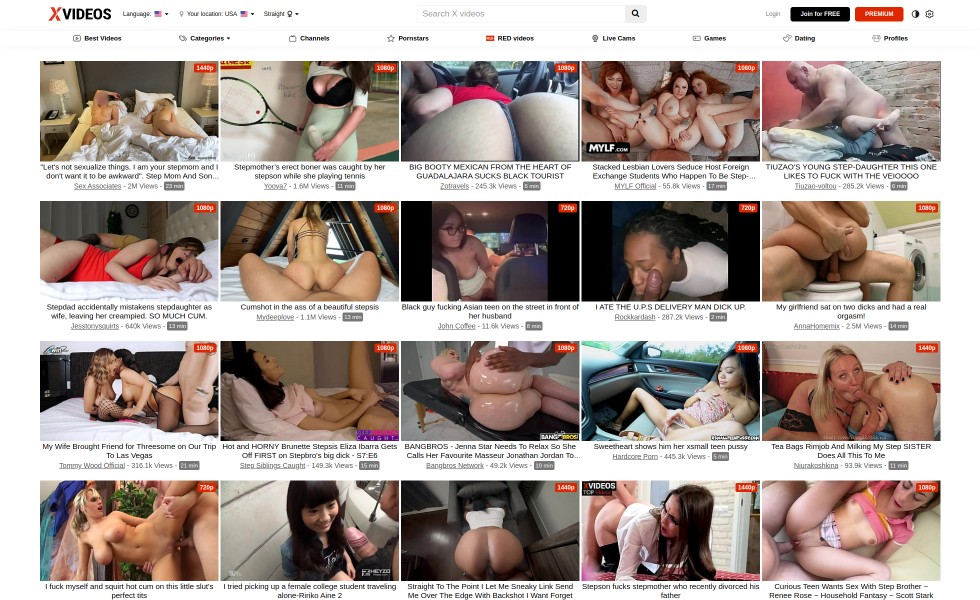 XVIDEOS
Language:
Your location: USA
Straight
Search X videos
Login
Join for FREE
PREMIUM
Best Videos
Categories
Channels
Pornstars
RED videos
Live Cams
Games
Dating
Profiles
1440p
"Let's not sexualize things. I am your stepmom and I
don't want it to be awkward". Step Mom And Son...
Sex Associates - 2M Views - 23 min
1080p
Stepmother's erect boner was caught by her
stepson while she playing tennis
Yoova7 - 1.6M Views - 11 min
1080p
BIG BOOTY MEXICAN FROM THE HEART OF
GUADALAJARA SUCKS BLACK TOURIST
Zotravels - 245.3k Views - 8 min
1080p
MYLF.COM
Stacked Lesbian Lovers Seduce Host Foreign
Exchange Students Who Happen To Be Step-...
MYLF Official - 55.8k Views - 17 min
TIUZAO'S YOUNG STEP-DAUGHTER THIS ONE
LIKES TO FUCK WITH THE VEIOOOO
Tiuzao-voltou - 285.2k Views - 6 min
1080p
Stepdad accidentally mistakes stepdaughter as
wife, leaving her creampied. SO MUCH CUM.
Jesstonysquirts - 640k Views - 13 min
1080p
Cumshot in the ass of a beautiful stepsis
Mydeeplove - 1.1M Views - 13 min
720p
Black guy fucking Asian teen on the street in front of
her husband
John Coffee - 11.6k Views - 8 min
720p
I ATE THE U.P.S DELIVERY MAN DICK UP.
Rockkardash - 287.2k Views - 2 min
1080p
My girlfriend sat on two dicks and had a real
orgasm!
AnnaHomemix - 2.5M Views - 14 min
1080p
My Wife Brought Friend for Threesome on Our Trip
To Las Vegas
Tommy Wood Official - 316.1k Views - 21 min
1080p
Hot and HORNY Brunette Stepsis Eliza Ibarra Gets
Off FIRST on Stepbro's big dick - S7:E6
Step Siblings Caught - 149.3k Views - 15 min
1080p
BANGBROS
BANGBROS - Jenna Star Needs To Relax So She
Calls Her Favourite Masseur Jonathan Jordan To...
Bangbros Network - 49.2k Views - 10 min
1080p
Sweetheart shows him her xsmall teen pussy
Hardcore Porn - 445.3k Views - 5 min
1440p
Tea Bags Rimjob And Milking My Step SISTER
Does All This To Me
Niurakoshkina - 93.9k Views - 11 min
720p
I fuck myself and squirt hot cum on this little slut's
perfect tits
HEYZO
I tried picking up a female college student traveling
alone-Ririko Aine 2
1440p
Straight To The Point I Let Me Sneaky Link Send
Me Over The Edge With Backshot I Want Forget
XVIDEOS
1440p
Stepson fucks stepmother who recently divorced his
father
1080p
Curious Teen Wants Sex With Step Brother ~
Renee Rose ~ Household Fantasy ~ Scott Stark